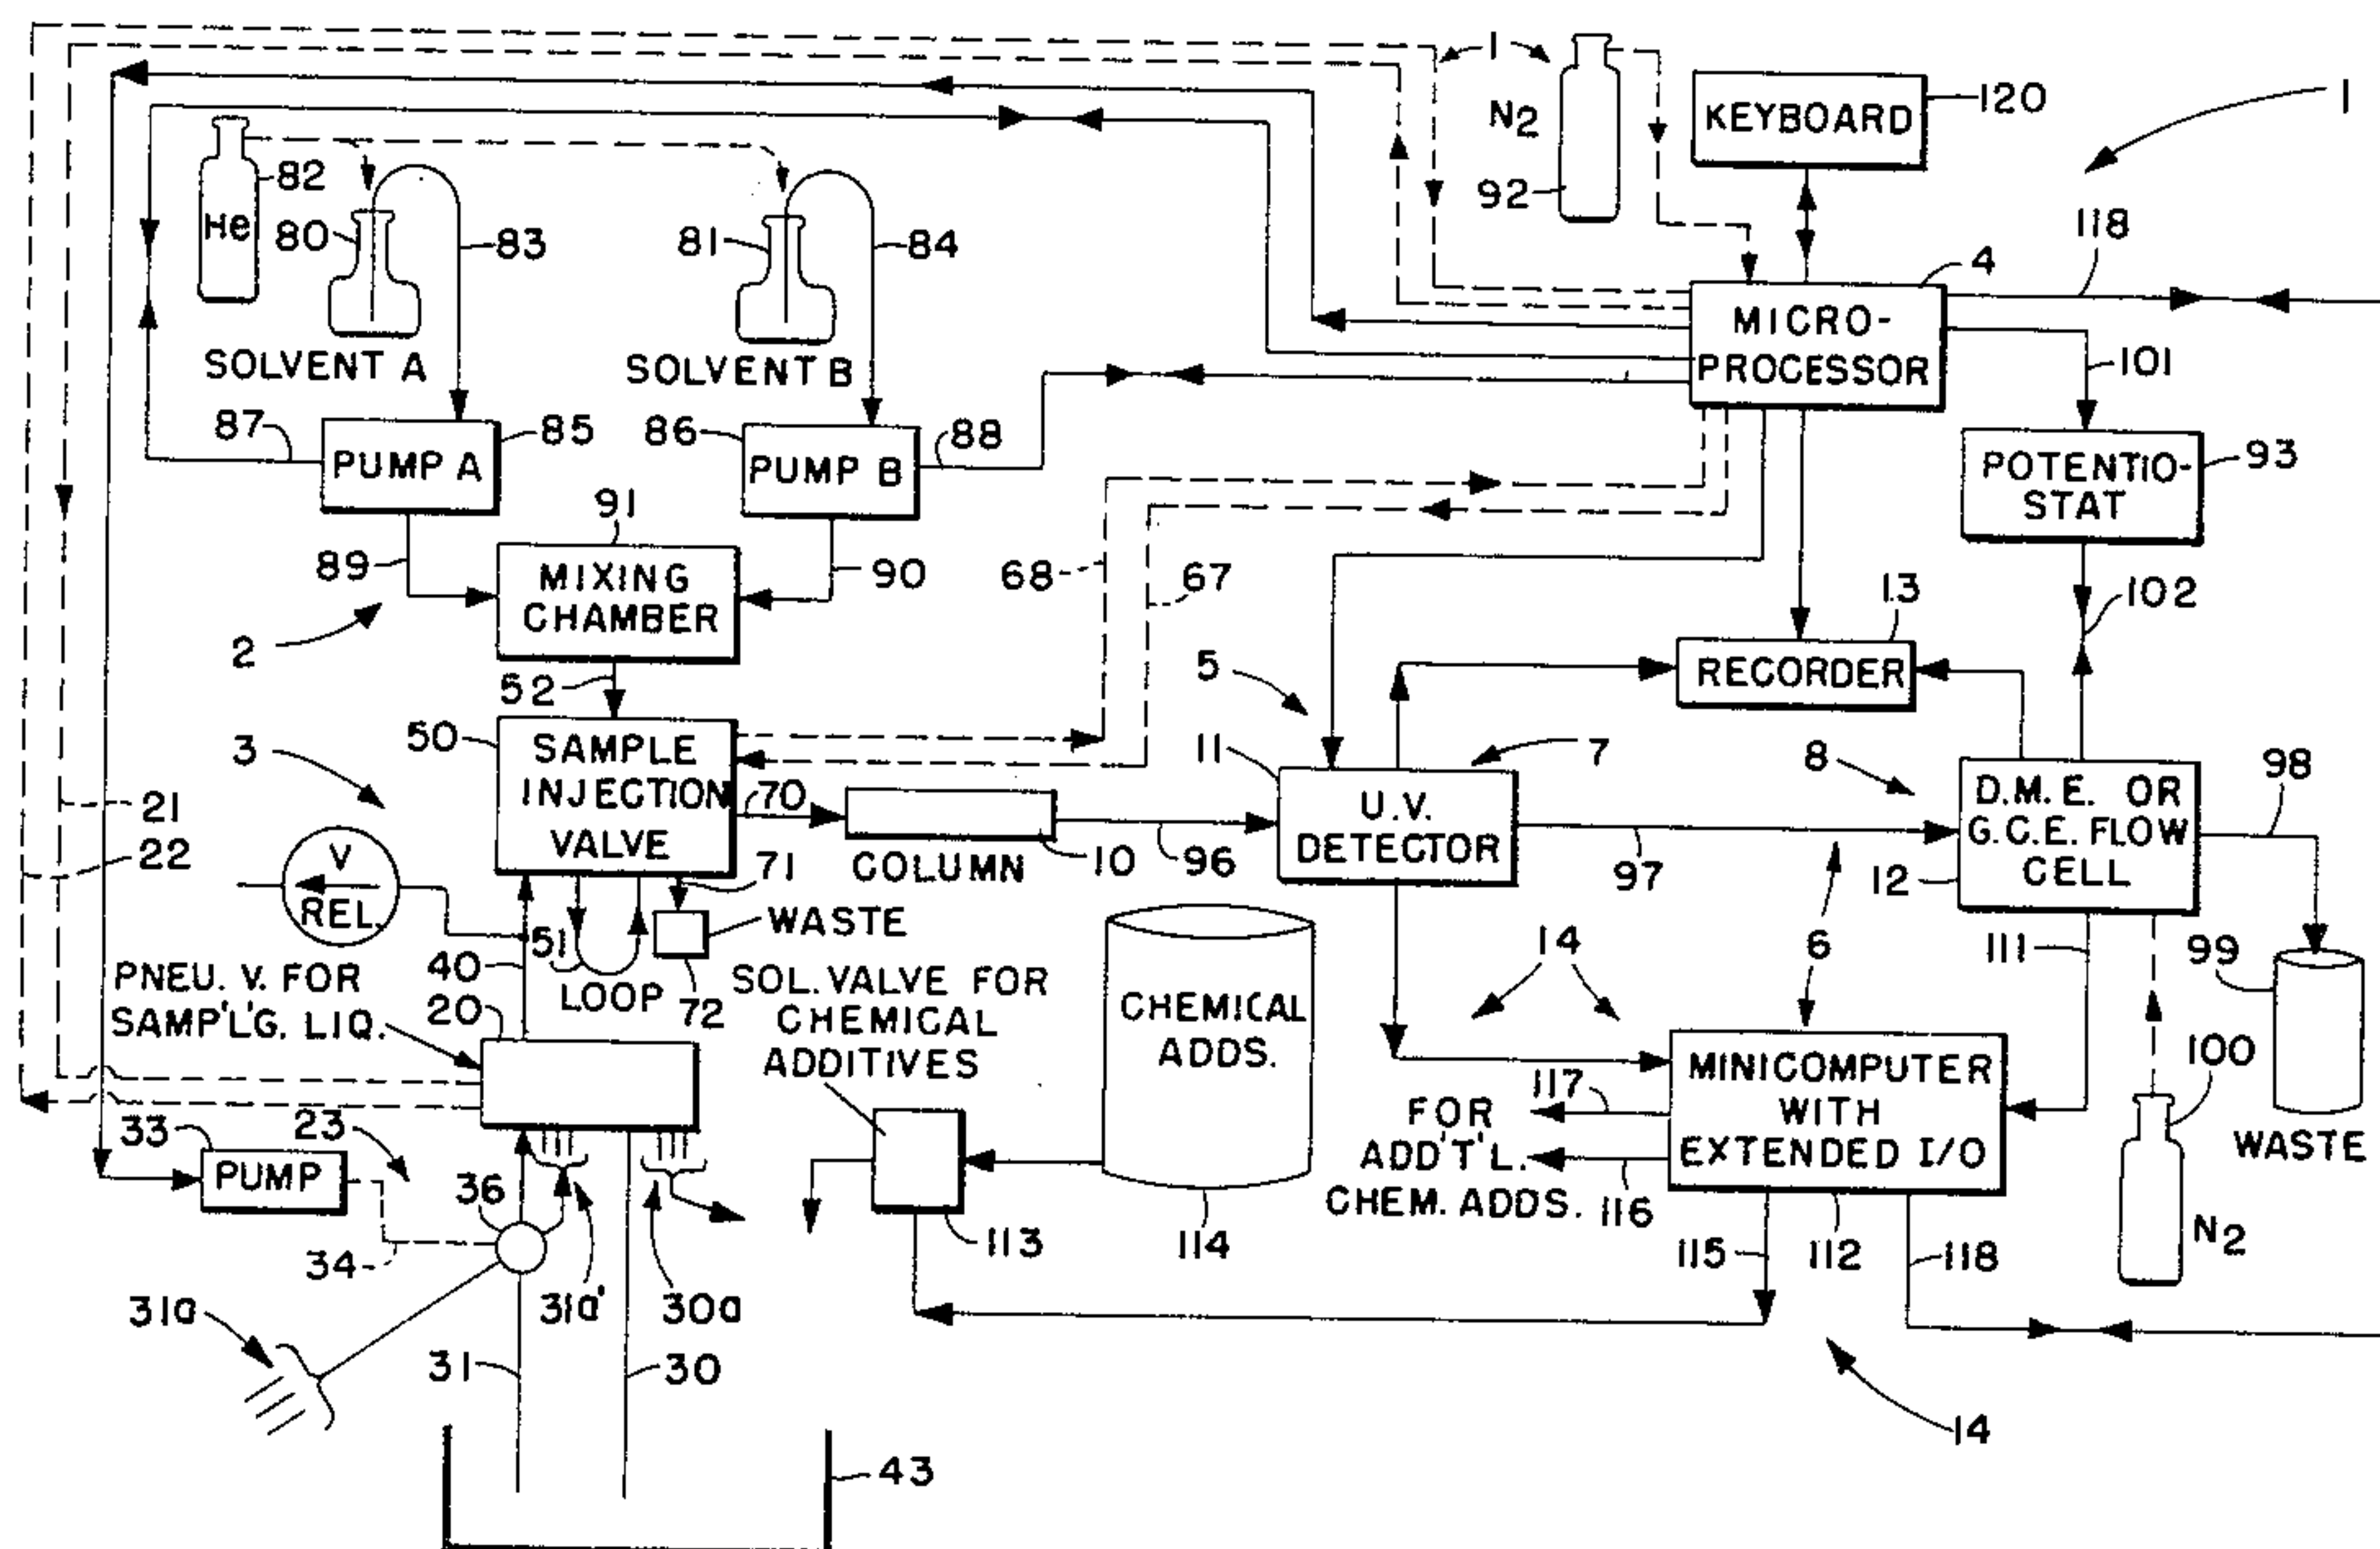 1
N2
92
KEYBOARD
120
1
82
He
80
83
81
84
118
4
MICRO-
PROCESSOR
101
SOLVENT A
SOLVENT B
87
PUMP A
85
86
PUMP B
88
POTENTIO-
STAT
93
91
89
MIXING
CHAMBER
90
68
67
13
102
2
52
5
RECORDER
3
50
SAMPLE
INJECTION
VALVE
70
11
7
8
98
21
22
U.V.
DETECTOR
D.M.E. OR
G.C.E. FLOW
CELL
V
REL.
COLUMN
10
96
97
12
71
WASTE
51
40
LOOP
72
PNEU. V. FOR
SAMP'L'G. LIQ.
20
SOL. VALVE FOR
CHEMICAL
ADDITIVES
CHEMICAL
ADDS.
14
6
111
99
100
MINICOMPUTER
WITH
EXTENDED I/O
117
FOR
ADD'T'L.
CHEM. ADDS.
116
WASTE
33
23
PUMP
36
34
31a'
30a
113
114
115
112
118
N2
31a
31
30
14
43